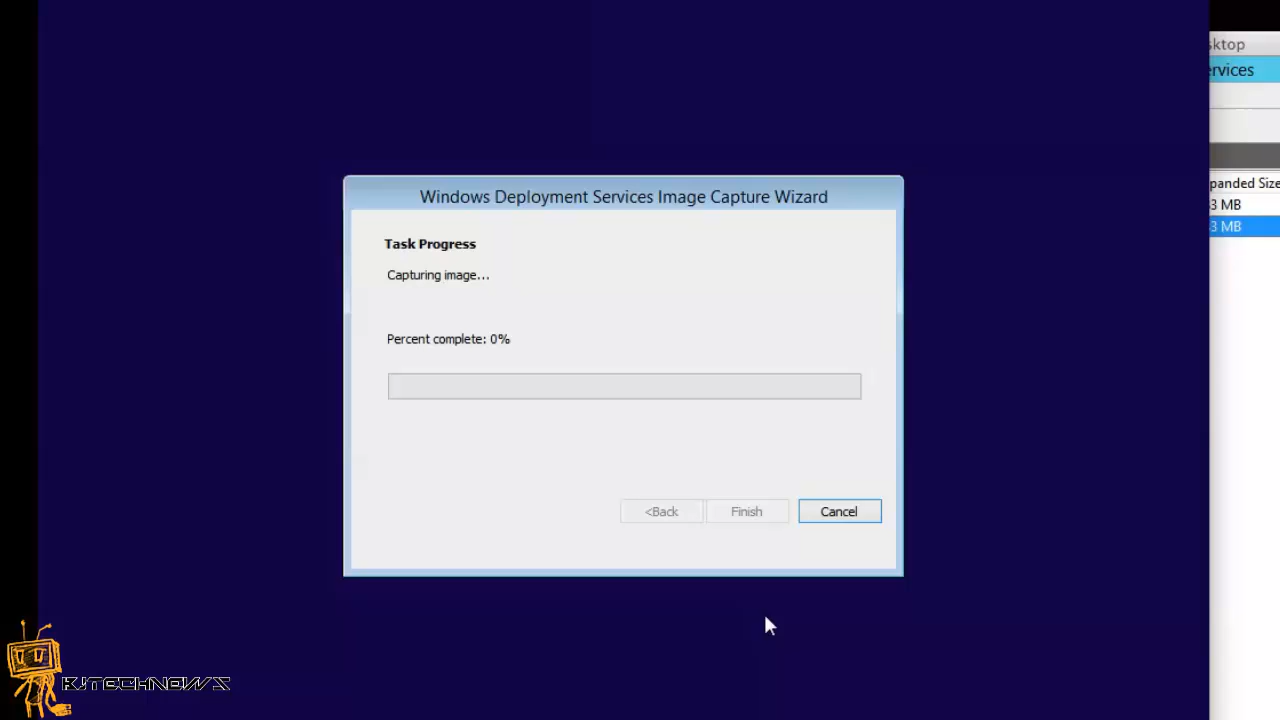 sktop
ervices
panded Size
3 MB
3 MB
Windows Deployment Services Image Capture Wizard
Task Progress
Capturing image...
Percent complete: 0%
<Back
Finish
Cancel
KJTECHNEWS